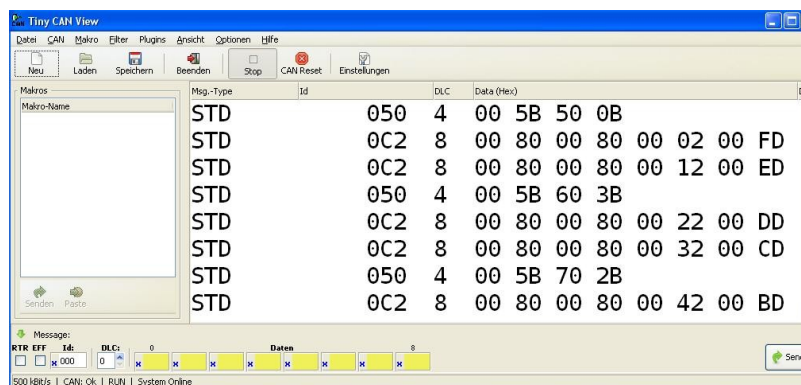 Tiny CAN View
Datei CAN Makro Filter Plugins Ansicht Optionen Hilfe
Neu Laden Speichern Beenden Stop CAN Reset Einstellungen
Makros
Makro-Name
Msg.-Type Id DLC Data (Hex)
STD 050 4 00 5B 50 0B
STD 0C2 8 00 80 00 80 00 02 00 FD
STD 0C2 8 00 80 00 80 00 12 00 ED
STD 050 4 00 5B 60 3B
STD 0C2 8 00 80 00 80 00 22 00 DD
STD 0C2 8 00 80 00 80 00 32 00 CD
STD 050 4 00 5B 70 2B
STD 0C2 8 00 80 00 80 00 42 00 BD
Senden Paste
Message:
RTR EFF Id: DLC: 0 Daten 8
x 000 0 x x x x x x x x
500 kBit/s | CAN: Ok | RUN | System Online